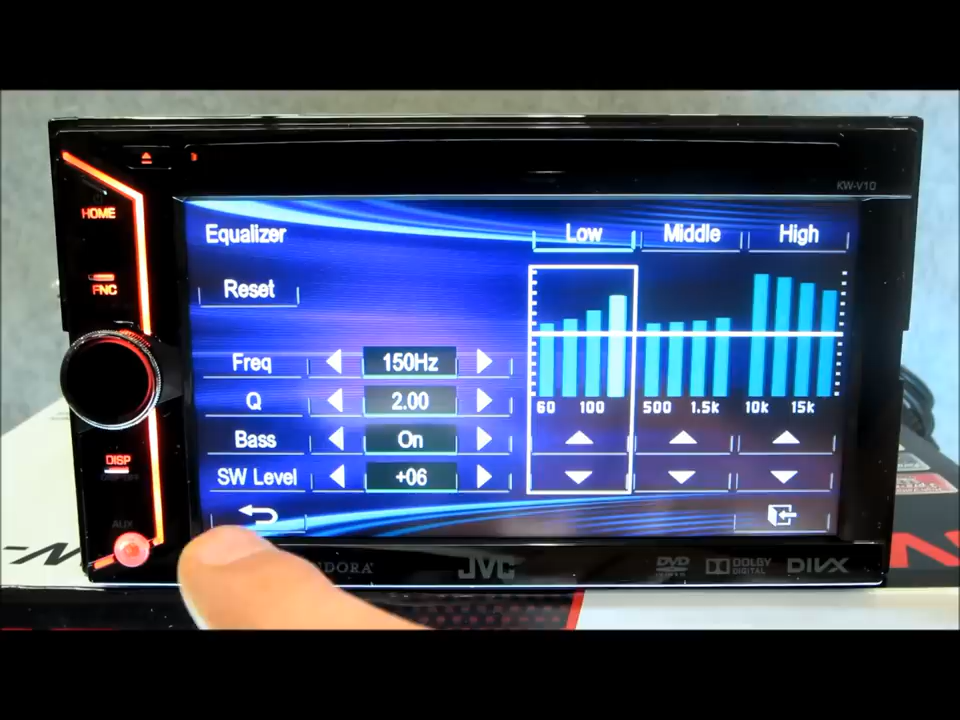 KW-V10
HOME
FNC
Equalizer
Low Middle High
Reset
Freq 150Hz
Q 2.00
Bass On
SW Level +06
60 100 500 1.5k 10k 15k
DISP
AUX
JVC
DVD
DOLBY
DIGITAL
DIVX